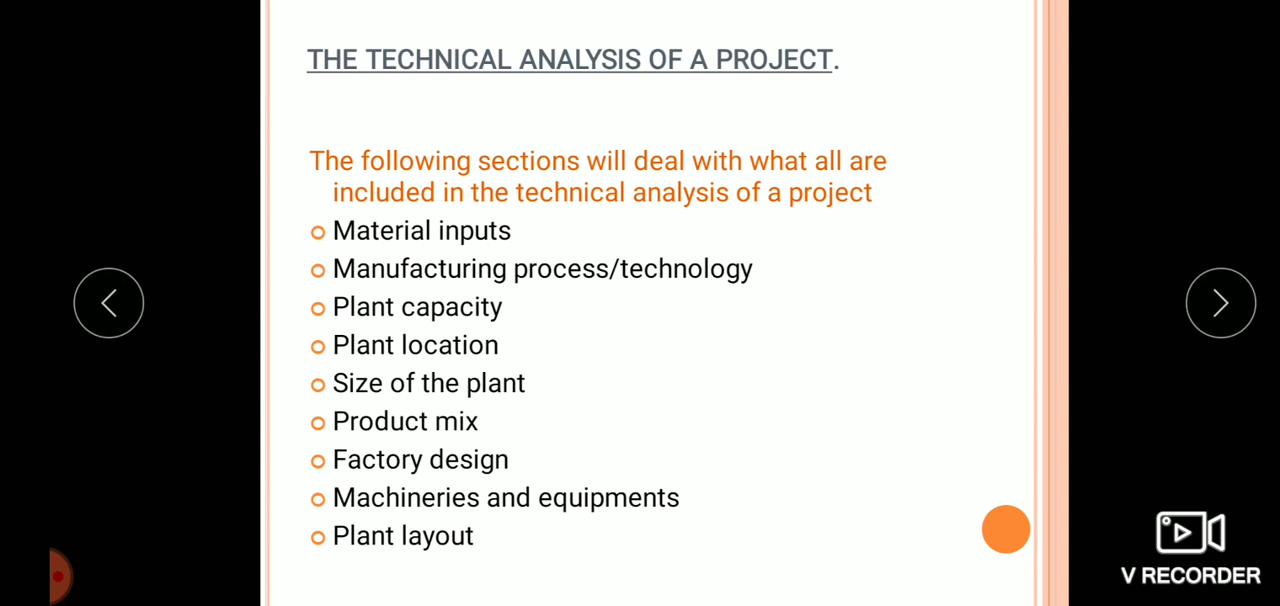 THE TECHNICAL ANALYSIS OF A PROJECT.
The following sections will deal with what all are
included in the technical analysis of a project
Material inputs
Manufacturing process/technology
Plant capacity
Plant location
Size of the plant
Product mix
Factory design
Machineries and equipments
Plant layout
V RECORDER